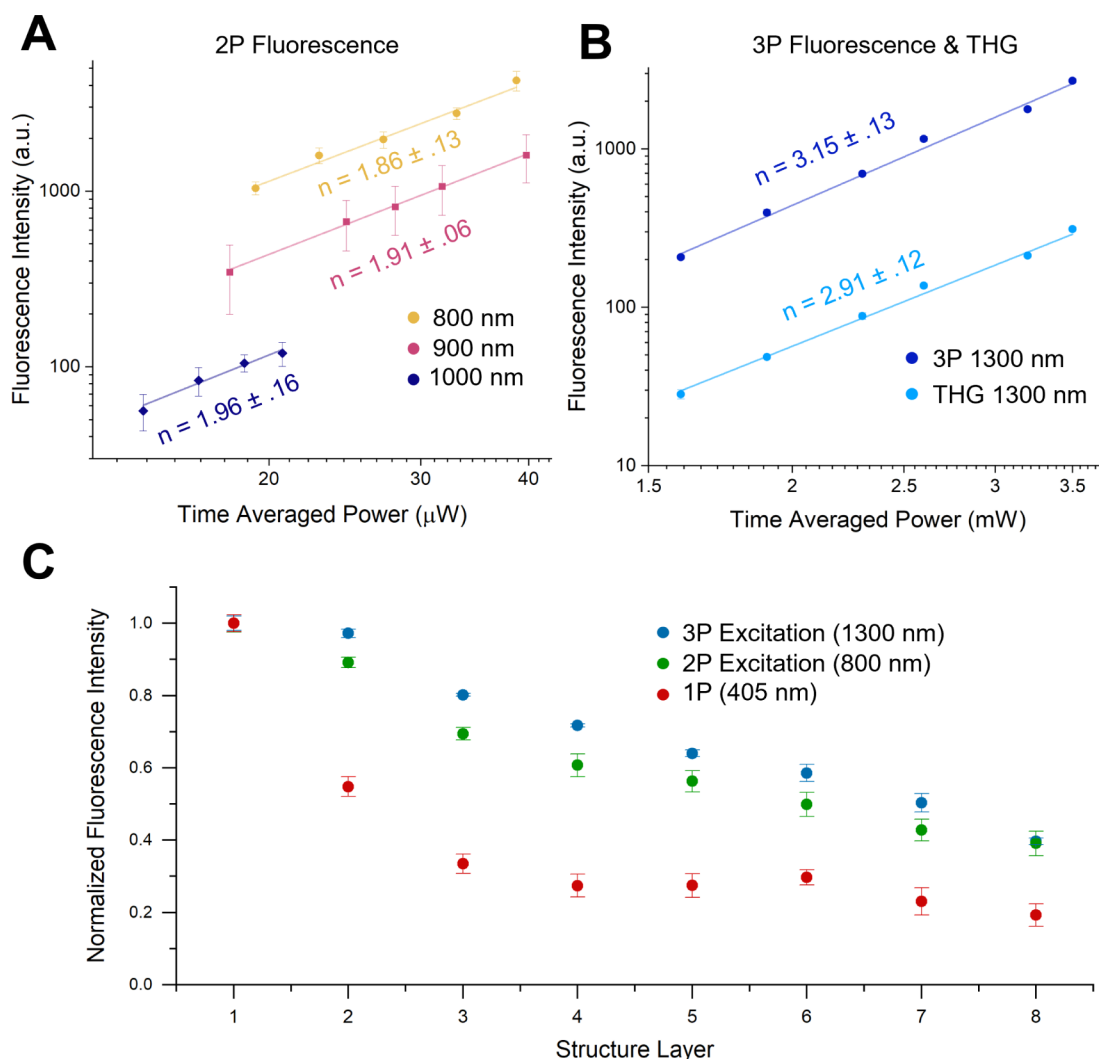 A
2P Fluorescence
Fluorescence Intensity (a.u.)
1000
100
n = 1.86 ± .13
n = 1.91 ± .06
n = 1.96 ± .16
800 nm
900 nm
1000 nm
20
30
40
Time Averaged Power (μW)
B
3P Fluorescence & THG
Fluorescence Intensity (a.u.)
1000
100
10
n = 3.15 ± .13
n = 2.91 ± .12
3P 1300 nm
THG 1300 nm
1.5
2
2.5
3
3.5
Time Averaged Power (mW)
C
Normalized Fluorescence Intensity
1.0
0.8
0.6
0.4
0.2
0.0
3P Excitation (1300 nm)
2P Excitation (800 nm)
1P (405 nm)
1
2
3
4
5
6
7
8
Structure Layer